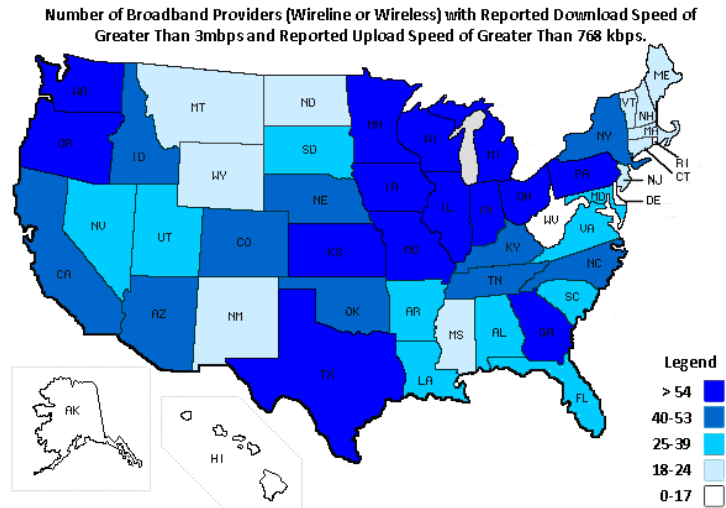 Number of Broadband Providers (Wireline or Wireless) with Reported Download Speed of
Greater Than 3mbps and Reported Upload Speed of Greater Than 768 kbps.
WA
MT
ND
MN
ME
VT
NH
OR
ID
SD
WI
MI
NY
MA
RI
CT
WY
IA
PA
NJ
NV
UT
NE
IL
IN
OH
MD
DE
CO
KS
MO
WV
VA
CA
KY
NC
AZ
NM
OK
AR
TN
SC
TX
MS
AL
GA
LA
FL
AK
HI
Legend
> 54
40-53
25-39
18-24
0-17